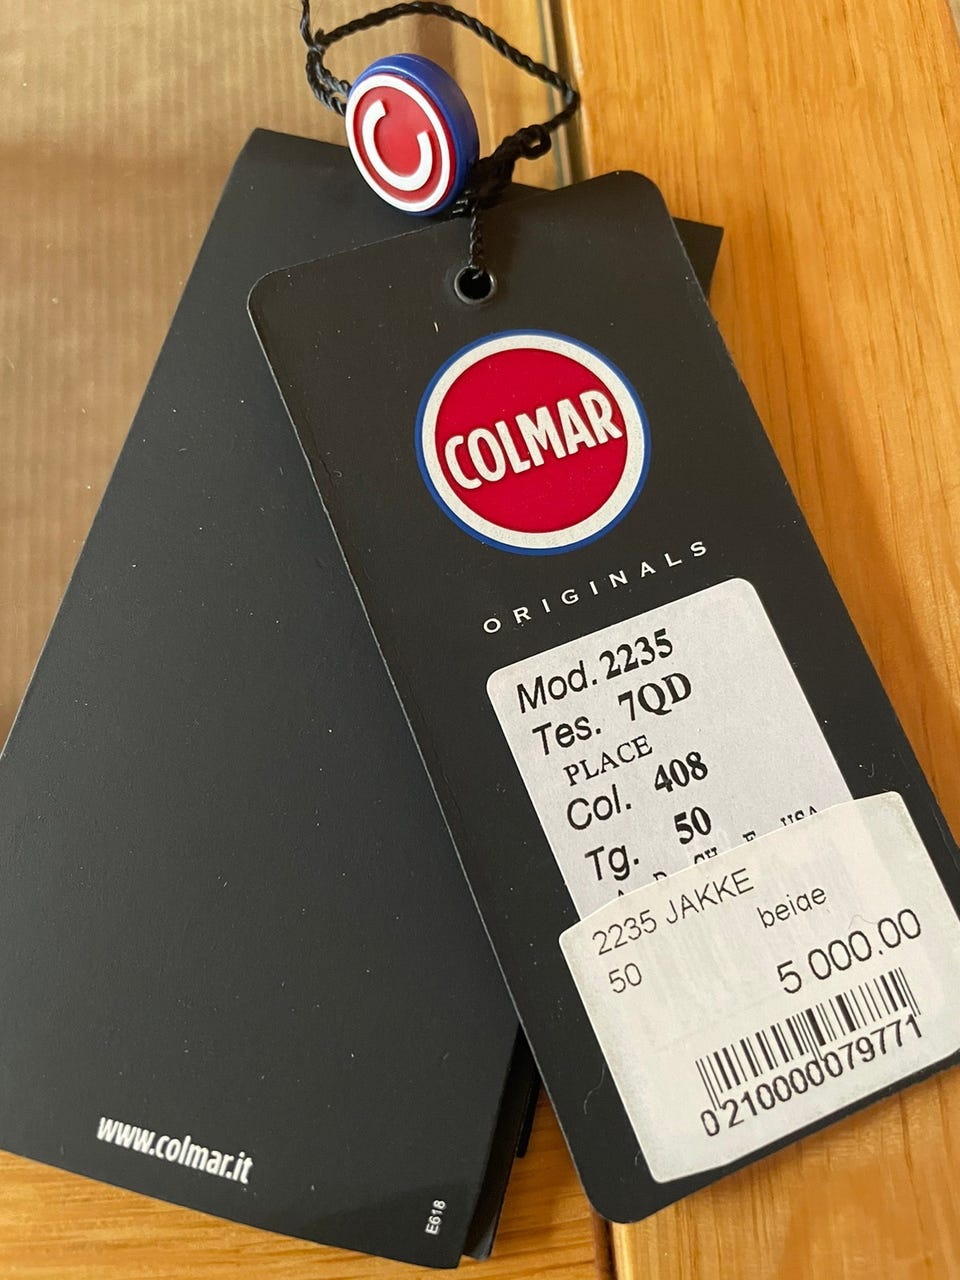 C
COLMAR
ORIGINALS
Mod. 2235
Tes. 7QD
PLACE
Col. 408
Tg. 50
USA
2235 JAKKE
beige
50
5 000.00
0210000079771
www.colmar.it
E618